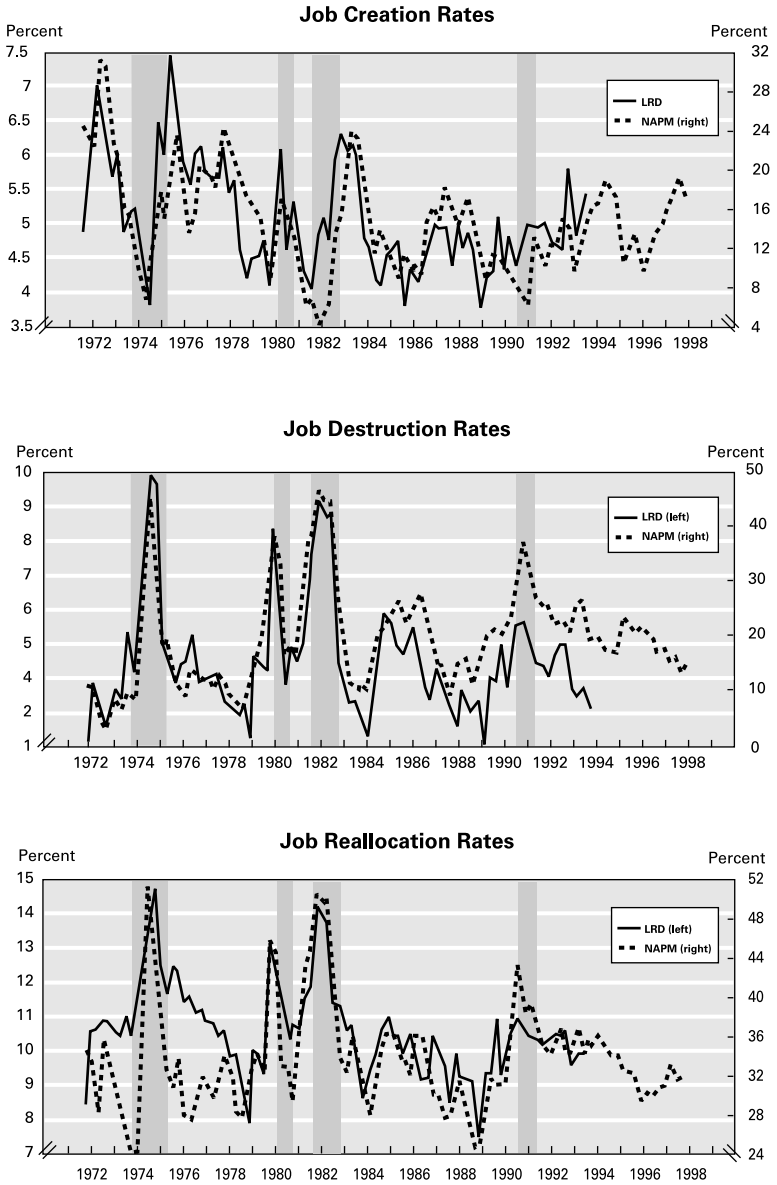 Job Creation Rates
Percent Percent
7.5 32
7 28
6.5 24
6 20
5.5
5 16
4.5 12
4 8
3.5 4
LRD
NAPM (right)
1972 1974 1976 1978 1980 1982 1984 1986 1988 1990 1992 1994 1996 1998
Job Destruction Rates
Percent Percent
10 50
9 40
8
7 30
6
5 20
4 10
2
1 0
LRD (left)
NAPM (right)
1972 1974 1976 1978 1980 1982 1984 1986 1988 1990 1992 1994 1996 1998
Job Reallocation Rates
Percent Percent
15 52
14 48
13 44
12 40
11
10 36
9 32
8 28
7 24
LRD (left)
NAPM (right)
1972 1974 1976 1978 1980 1982 1984 1986 1988 1990 1992 1994 1996 1998